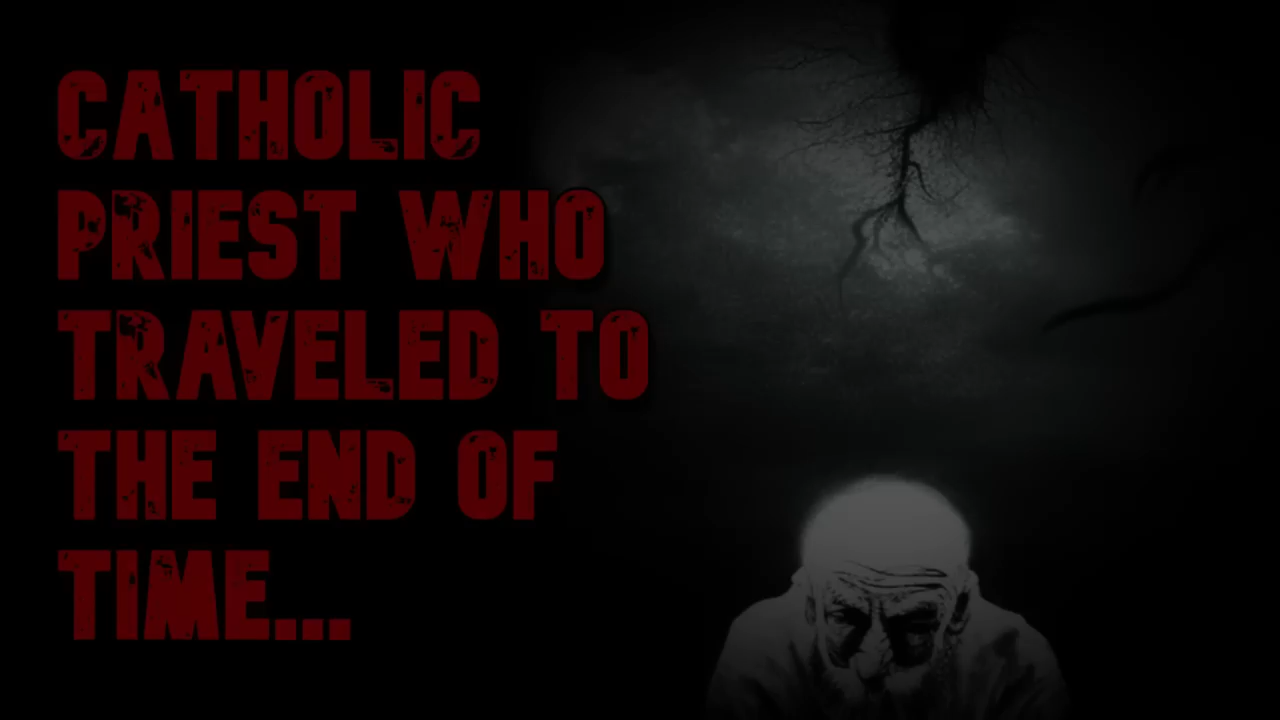 CATHOLIC
PRIEST WHO
TRAVELED TO
THE END OF
TIME...